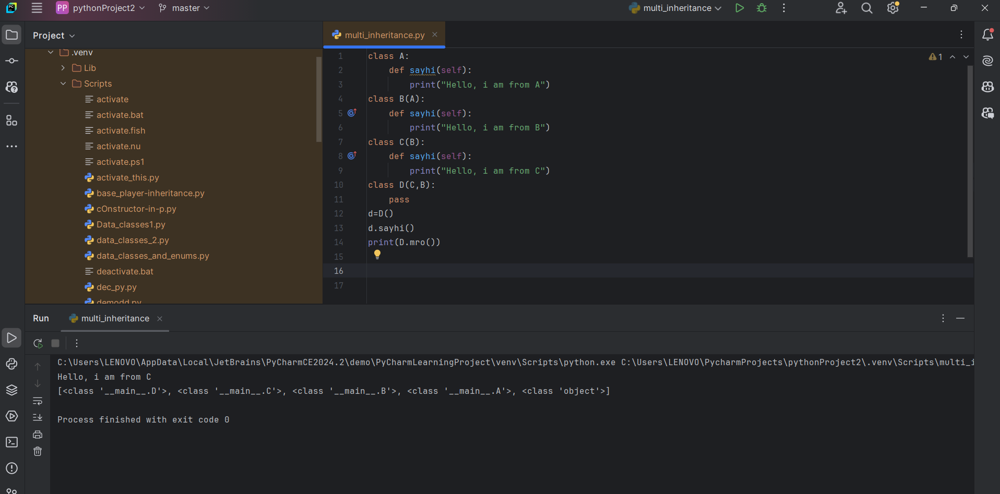 PP pythonProject2 master multi_inheritance
Project
multi_inheritance.py
.venv
Lib
Scripts
activate
activate.bat
activate.fish
activate.nu
activate.ps1
activate_this.py
base_player-inheritance.py
cOnstructor-in-p.py
Data_classes1.py
data_classes_2.py
data_classes_and_enums.py
deactivate.bat
dec_py.py
demodd.py
1 class A:
2     def sayhi(self):
3         print("Hello, i am from A")
4 class B(A):
5     def sayhi(self):
6         print("Hello, i am from B")
7 class C(B):
8     def sayhi(self):
9         print("Hello, i am from C")
10 class D(C,B):
11     pass
12 d=D()
13 d.sayhi()
14 print(D.mro())
15
16
17
1
Run multi_inheritance
C:\Users\LENOVO\AppData\Local\JetBrains\PyCharmCE2024.2\demo\PyCharmLearningProject\venv\Scripts\python.exe C:\Users\LENOVO\PycharmProjects\pythonProject2\.venv\Scripts\multi_i
Hello, i am from C
[<class '__main__.D'>, <class '__main__.C'>, <class '__main__.B'>, <class '__main__.A'>, <class 'object'>]
Process finished with exit code 0